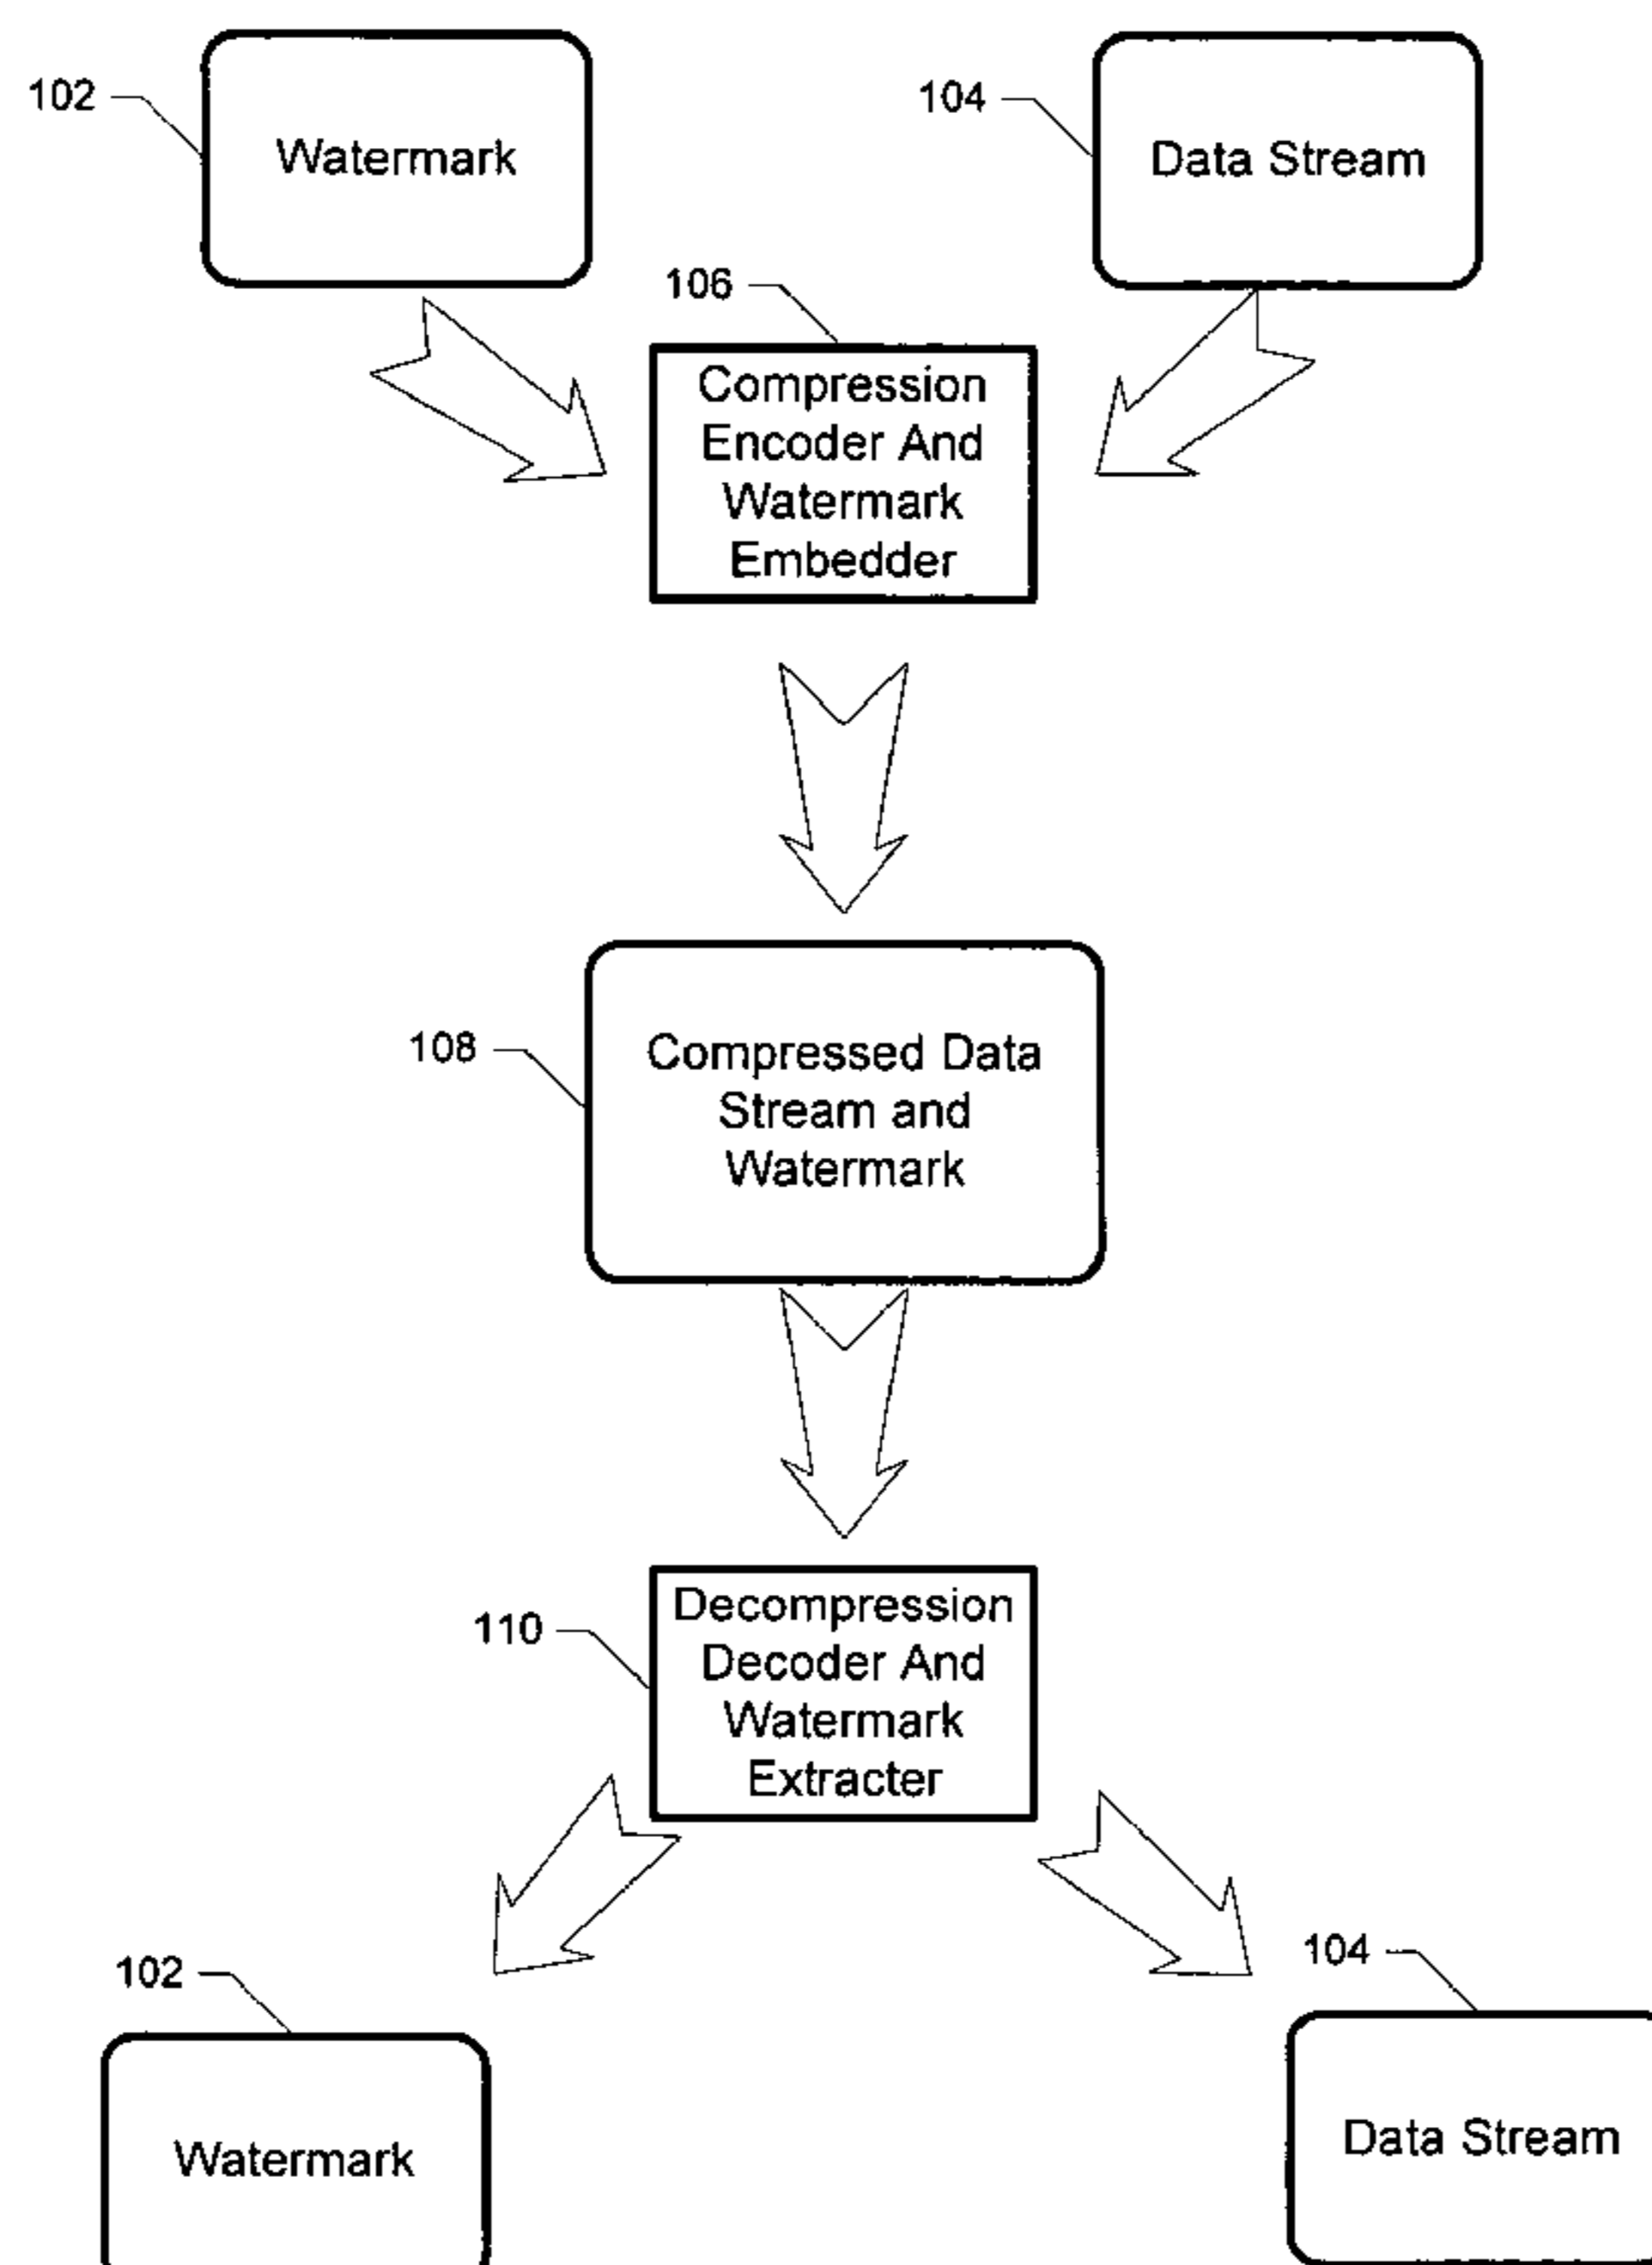 102
Watermark
104
Data Stream
106
Compression
Encoder And
Watermark
Embedder
108
Compressed Data
Stream and
Watermark
110
Decompression
Decoder And
Watermark
Extracter
102
Watermark
104
Data Stream